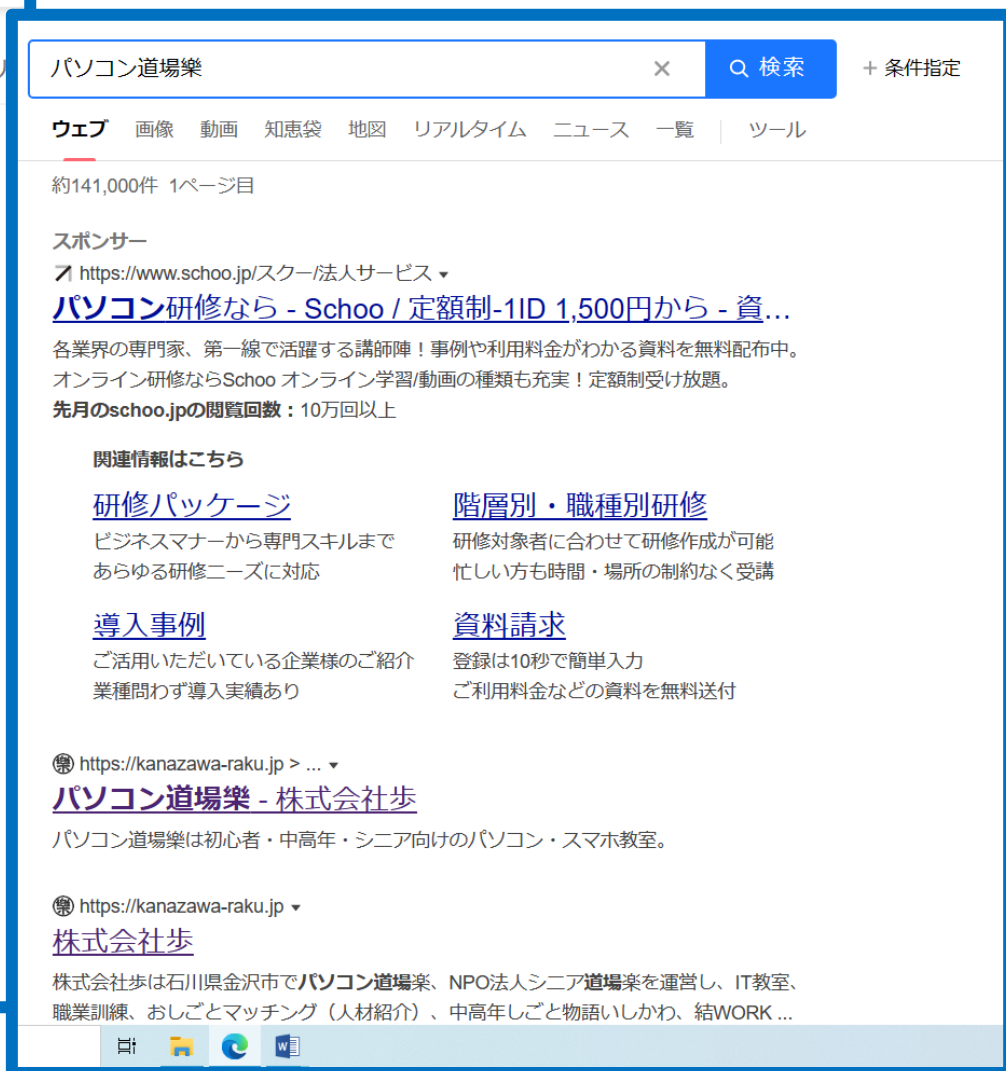 パソコン道場樂
検索
+ 条件指定
ウェブ 画像 動画 知恵袋 地図 リアルタイム ニュース 一覧 ツール
約141,000件 1ページ目
スポンサー
https://www.schoo.jp/スクー/法人サービス
パソコン研修なら - Schoo / 定額制-1ID 1,500円から - 資...
各業界の専門家、第一線で活躍する講師陣！事例や利用料金がわかる資料を無料配布中。
オンライン研修ならSchoo オンライン学習/動画の種類も充実！定額制受け放題。
先月のschoo.jpの閲覧回数：10万回以上
関連情報はこちら
研修パッケージ
ビジネスマナーから専門スキルまで
あらゆる研修ニーズに対応
階層別・職種別研修
研修対象者に合わせて研修作成が可能
忙しい方も時間・場所の制約なく受講
導入事例
ご活用いただいている企業様のご紹介
業種問わず導入実績あり
資料請求
登録は10秒で簡単入力
ご利用料金などの資料を無料送付
樂 https://kanazawa-raku.jp > ...
パソコン道場樂 - 株式会社歩
パソコン道場樂は初心者・中高年・シニア向けのパソコン・スマホ教室。
樂 https://kanazawa-raku.jp
株式会社歩
株式会社歩は石川県金沢市でパソコン道場楽、NPO法人シニア道場楽を運営し、IT教室、
職業訓練、おしごとマッチング（人材紹介）、中高年しごと物語いしかわ、結WORK ...
W